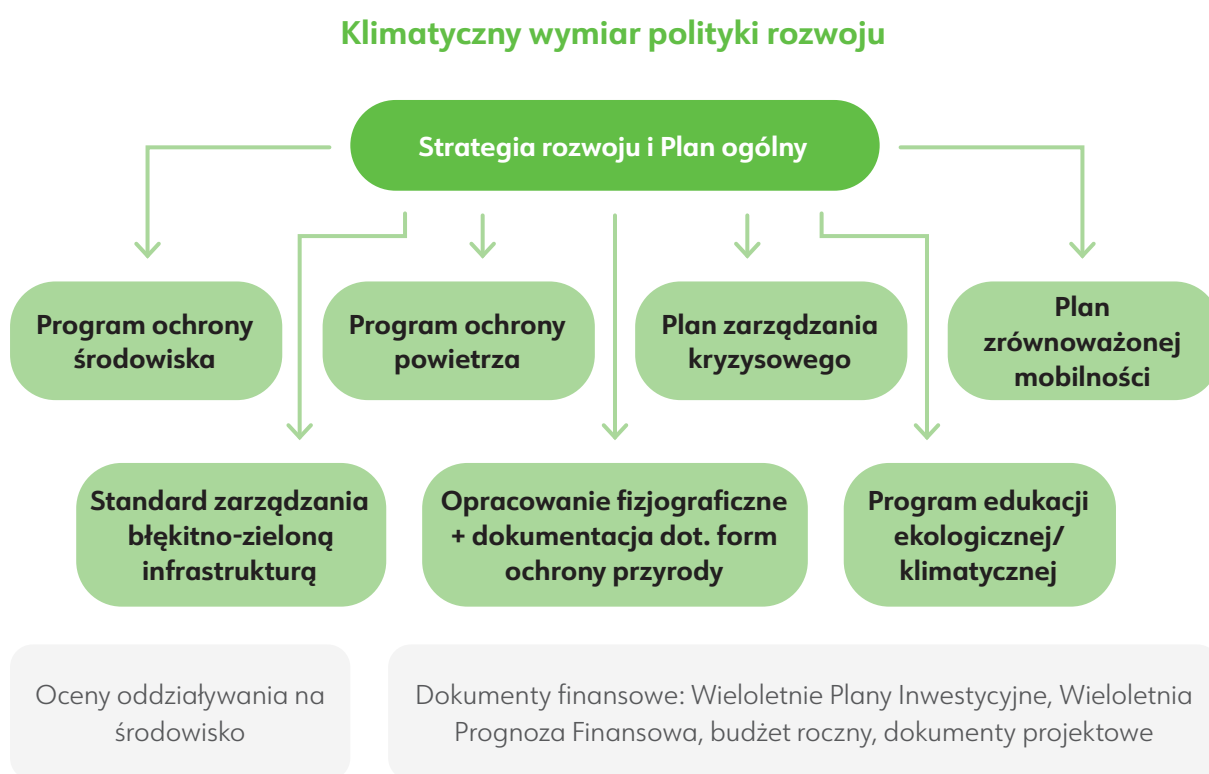 Klimatyczny wymiar polityki rozwoju
Strategia rozwoju i Plan ogólny
Program ochrony
środowiska
Program ochrony
powietrza
Plan zarządzania
kryzysowego
Plan
zrównoważonej
mobilności
Standard zarządzania
błękitno-zieloną
infrastrukturą
Opracowanie fizjograficzne
+ dokumentacja dot. form
ochrony przyrody
Program edukacji
ekologicznej/
klimatycznej
Oceny oddziaływania na
środowisko
Dokumenty finansowe: Wieloletnie Plany Inwestycyjne, Wieloletnia
Prognoza Finansowa, budżet roczny, dokumenty projektowe